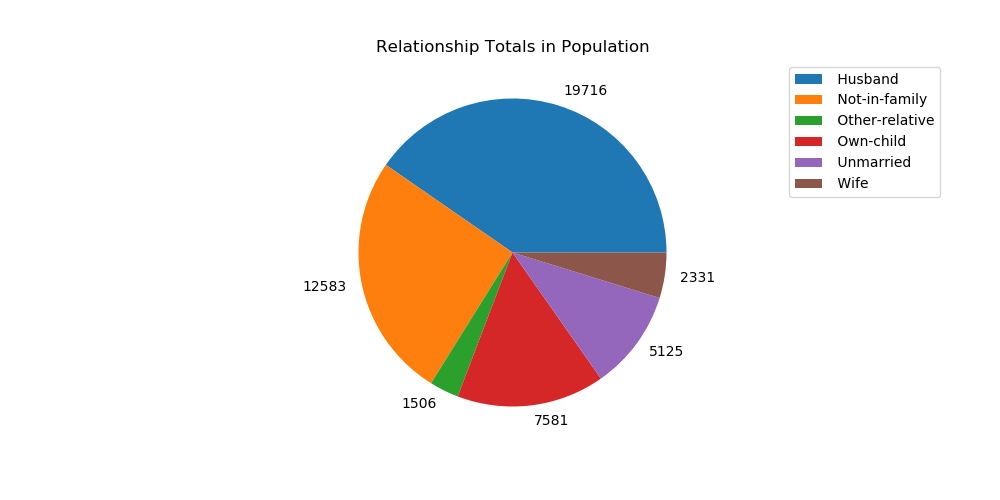 Relationship Totals in Population
19716
12583
1506
7581
5125
2331
Husband
Not-in-family
Other-relative
Own-child
Unmarried
Wife